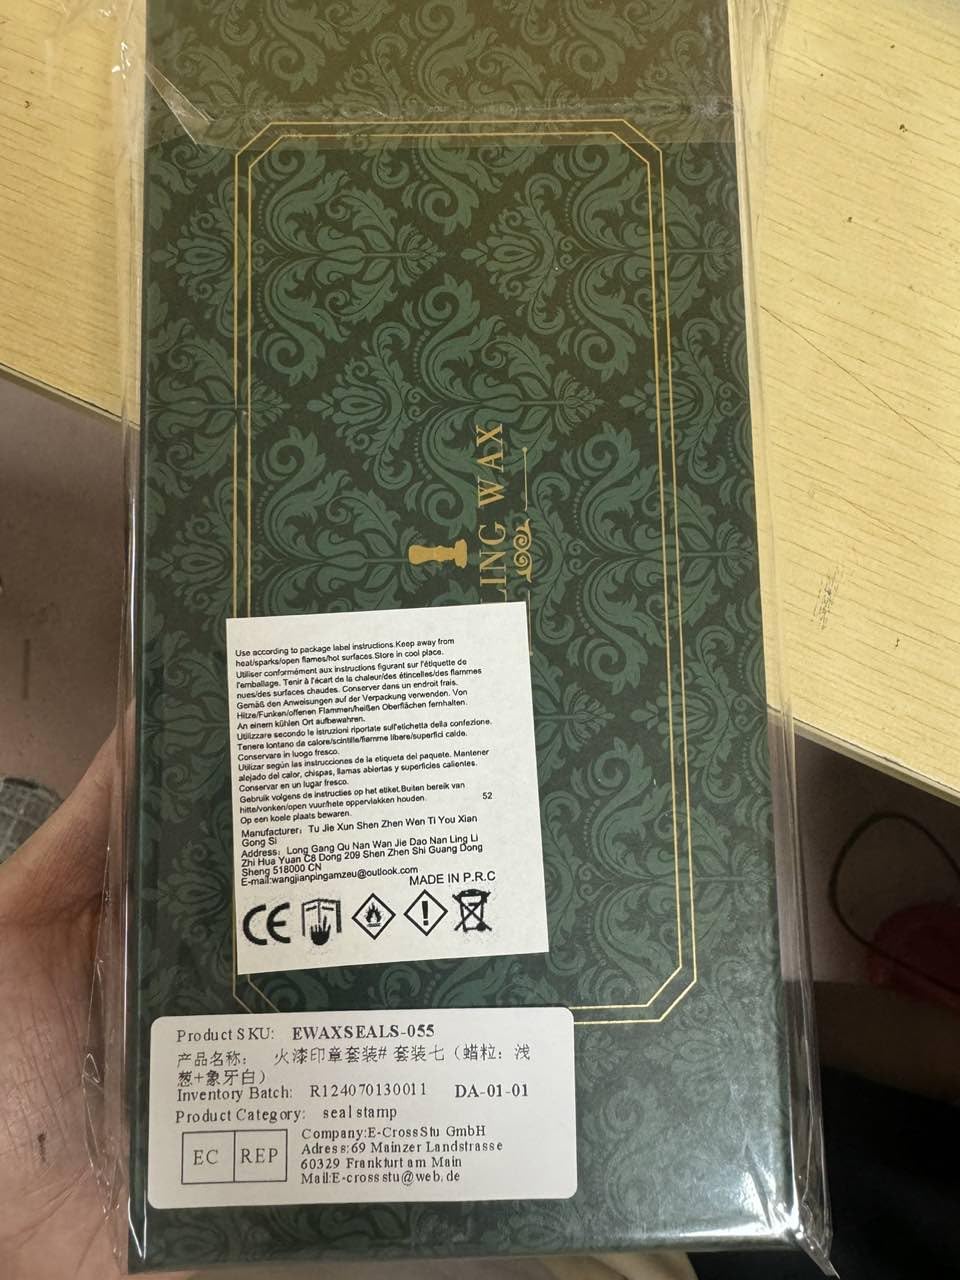 LING WAX
Use according to package label instructions.Keep away from
heat/sparks/open flames/hot surfaces.Store in cool place.
Utiliser conformément aux instructions figurant sur l'étiquette de
l'emballage. Tenir à l'écart de la chaleur/des étincelles/des flammes
nues/des surfaces chaudes. Conserver dans un endroit frais.
Gemäß den Anweisungen auf der Verpackung verwenden. Von
Hitze/Funken/offenen Flammen/heißen Oberflächen fernhalten.
An einem kühlen Ort aufbewahren.
Utilizzare secondo le istruzioni riportate sull'etichetta della confezione.
Tenere lontano da calore/scintille/fiamme libere/superfici calde.
Conservare in luogo fresco.
Utilizar según las instrucciones de la etiqueta del paquete. Mantener
alejado del calor, chispas, llamas abiertas y superficies calientes.
Conservar en un lugar fresco.
Gebruik volgens de instructies op het etiket.Buiten bereik van
hitte/vonken/open vuur/hete oppervlakken houden. 52
Op een koele plaats bewaren.
Manufacturer: Tu Jie Xun Shen Zhen Wen Ti You Xian
Gong Si
Address: Long Gang Qu Nan Wan Jie Dao Nan Ling Li
Zhi Hua Yuan C8 Dong 209 Shen Zhen Shi Guang Dong
Sheng 518000 CN
E-mail:wangjianpingamzeu@outlook.com
MADE IN P.R.C
CE
Product SKU: EWAXSEALS-055
产品名称: 火漆印章套装# 套装七（蜡粒：浅
葱+象牙白）
Inventory Batch: R124070130011 DA-01-01
Product Category: seal stamp
EC REP
Company:E-CrossStu GmbH
Adress:69 Mainzer Landstrasse
60329 Frankfurt am Main
Mail:E-crossstu@web.de